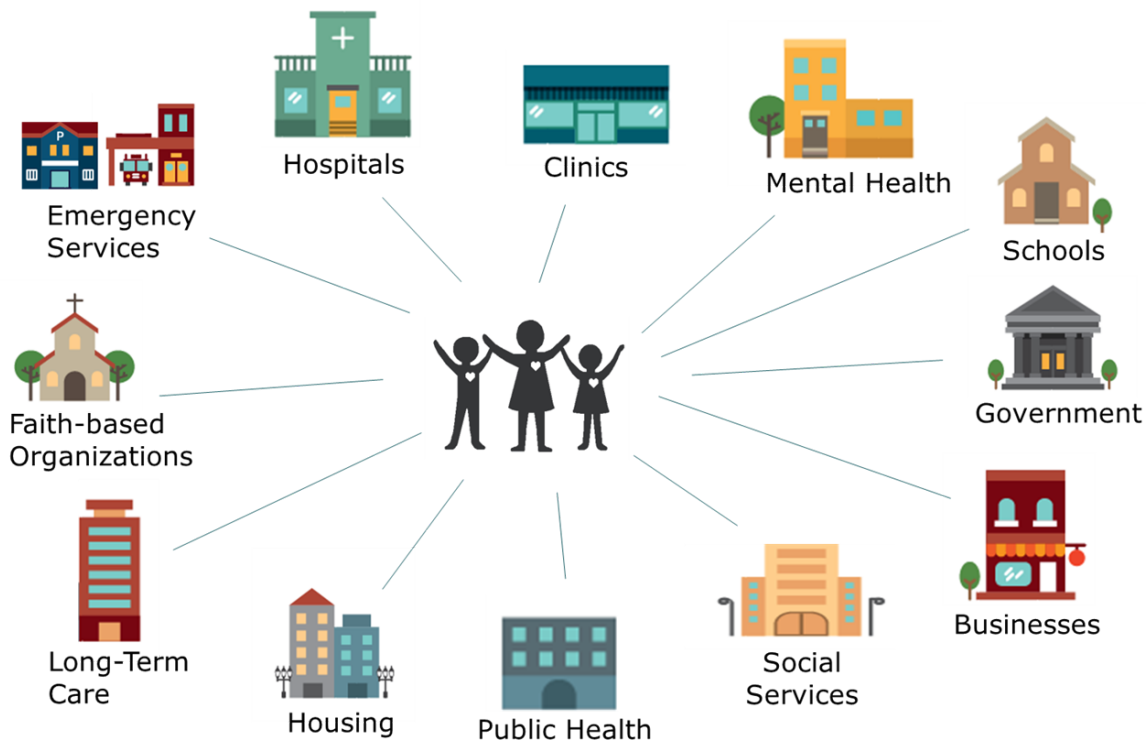 Hospitals
Clinics
Mental Health
P
Emergency
Services
Schools
Faith-based
Organizations
Government
Long-Term
Care
Housing
Public Health
Social
Services
Businesses